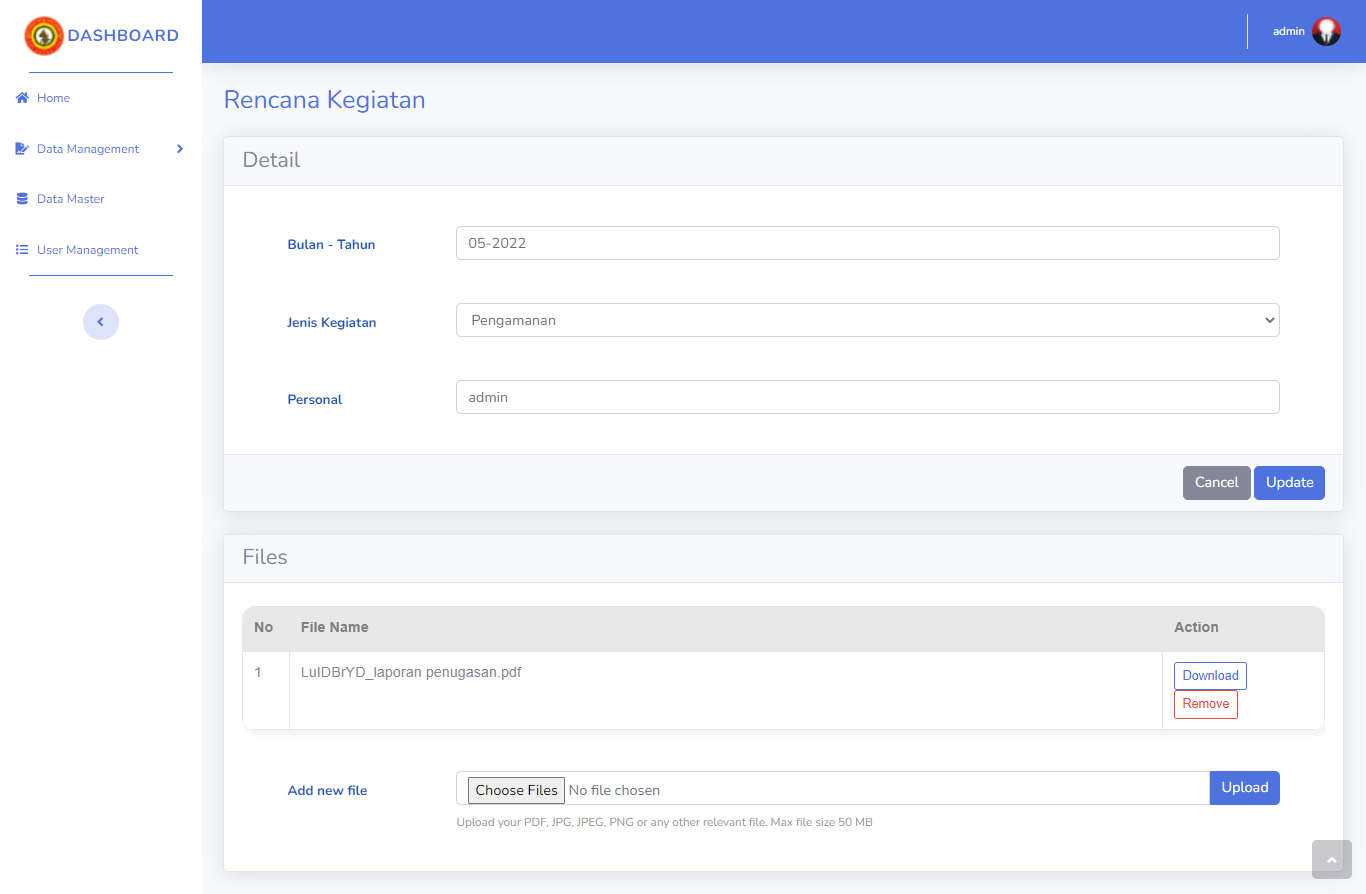 DASHBOARD
admin
Home
Data Management
Data Master
User Management
Rencana Kegiatan
Detail
Bulan - Tahun 05-2022
Jenis Kegiatan Pengamanan
Personal admin
Cancel Update
Files
No File Name Action
1 LuIDBrYD_laporan penugasan.pdf Download
Remove
Add new file Choose Files No file chosen Upload
Upload your PDF, JPG, JPEG, PNG or any other relevant file. Max file size 50 MB